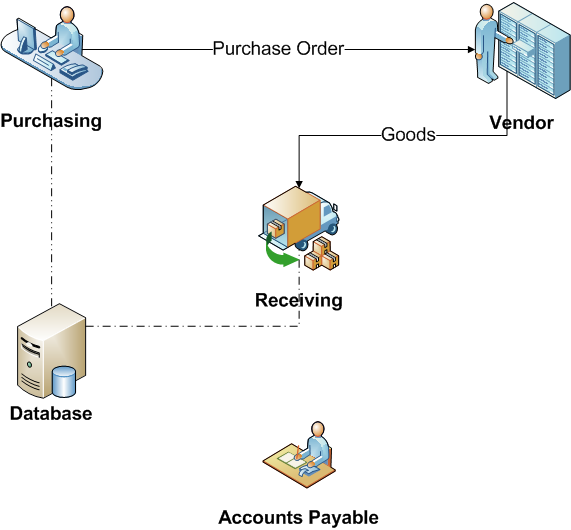 Purchase Order
Purchasing
Vendor
Goods
Receiving
Database
Accounts Payable